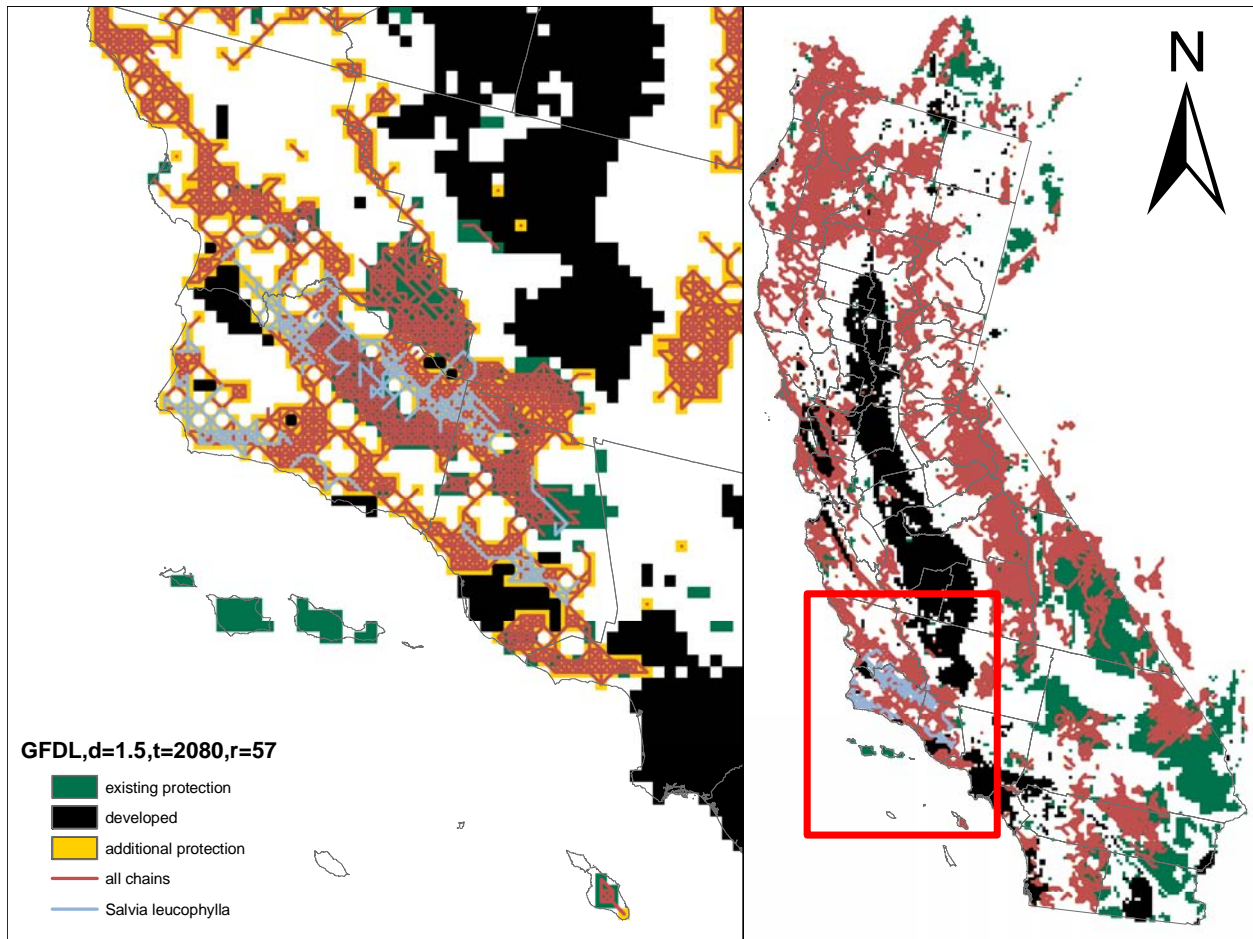 N
GFDL,d=1.5,t=2080,r=57
existing protection
developed
additional protection
all chains
Salvia leucophylla